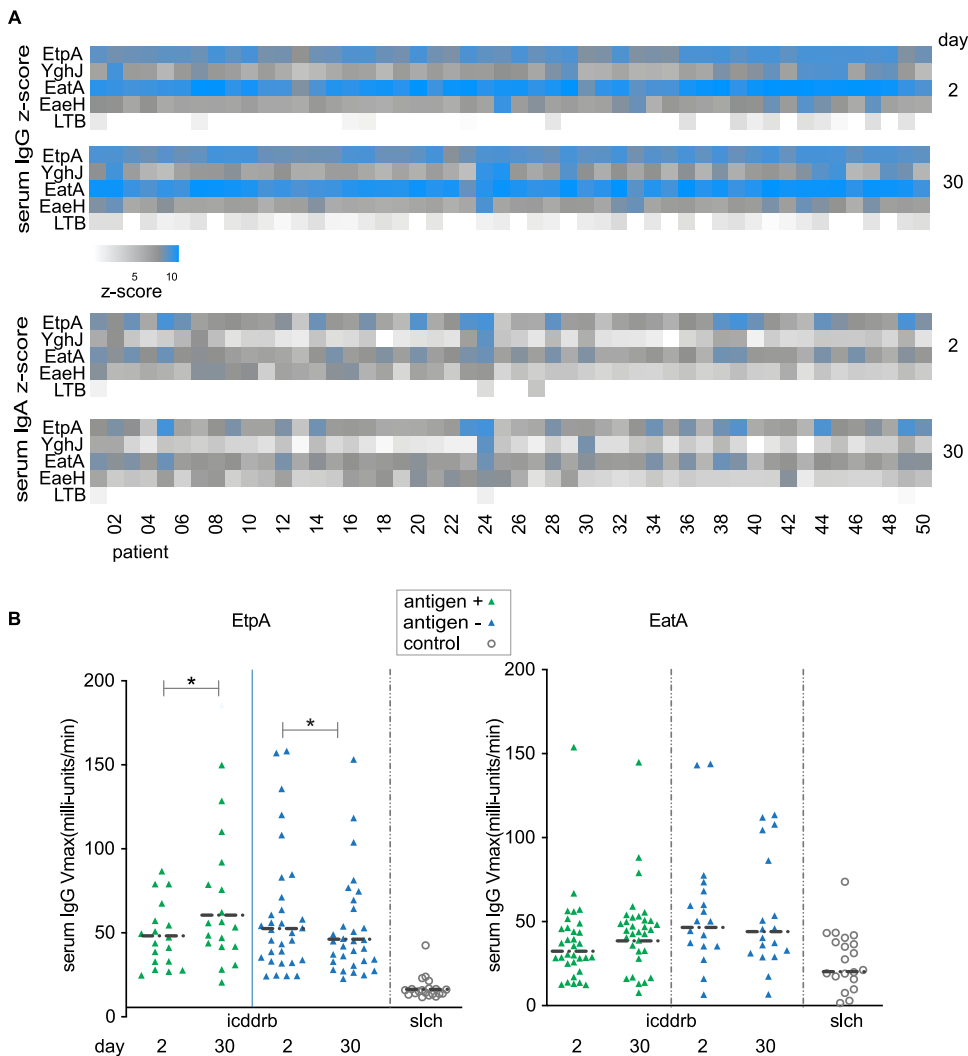 A
day
serum IgG z-score
EtpA
YghJ
EatA
EaeH
LTB
2
EtpA
YghJ
EatA
EaeH
LTB
30
5 10
z-score
serum IgA z-score
EtpA
YghJ
EatA
EaeH
LTB
2
EtpA
YghJ
EatA
EaeH
LTB
30
02 04 06 08 10 12 14 16 18 20 22 24 26 28 30 32 34 36 38 40 42 44 46 48 50
patient
B
EtpA
antigen +
antigen -
control
EatA
serum IgG Vmax(milli-units/min)
200
150
100
50
0
*
*
icddrb slch
day 2 30 2 30
serum IgG Vmax(milli-units/min)
200
150
100
50
0
icddrb slch
2 30 2 30